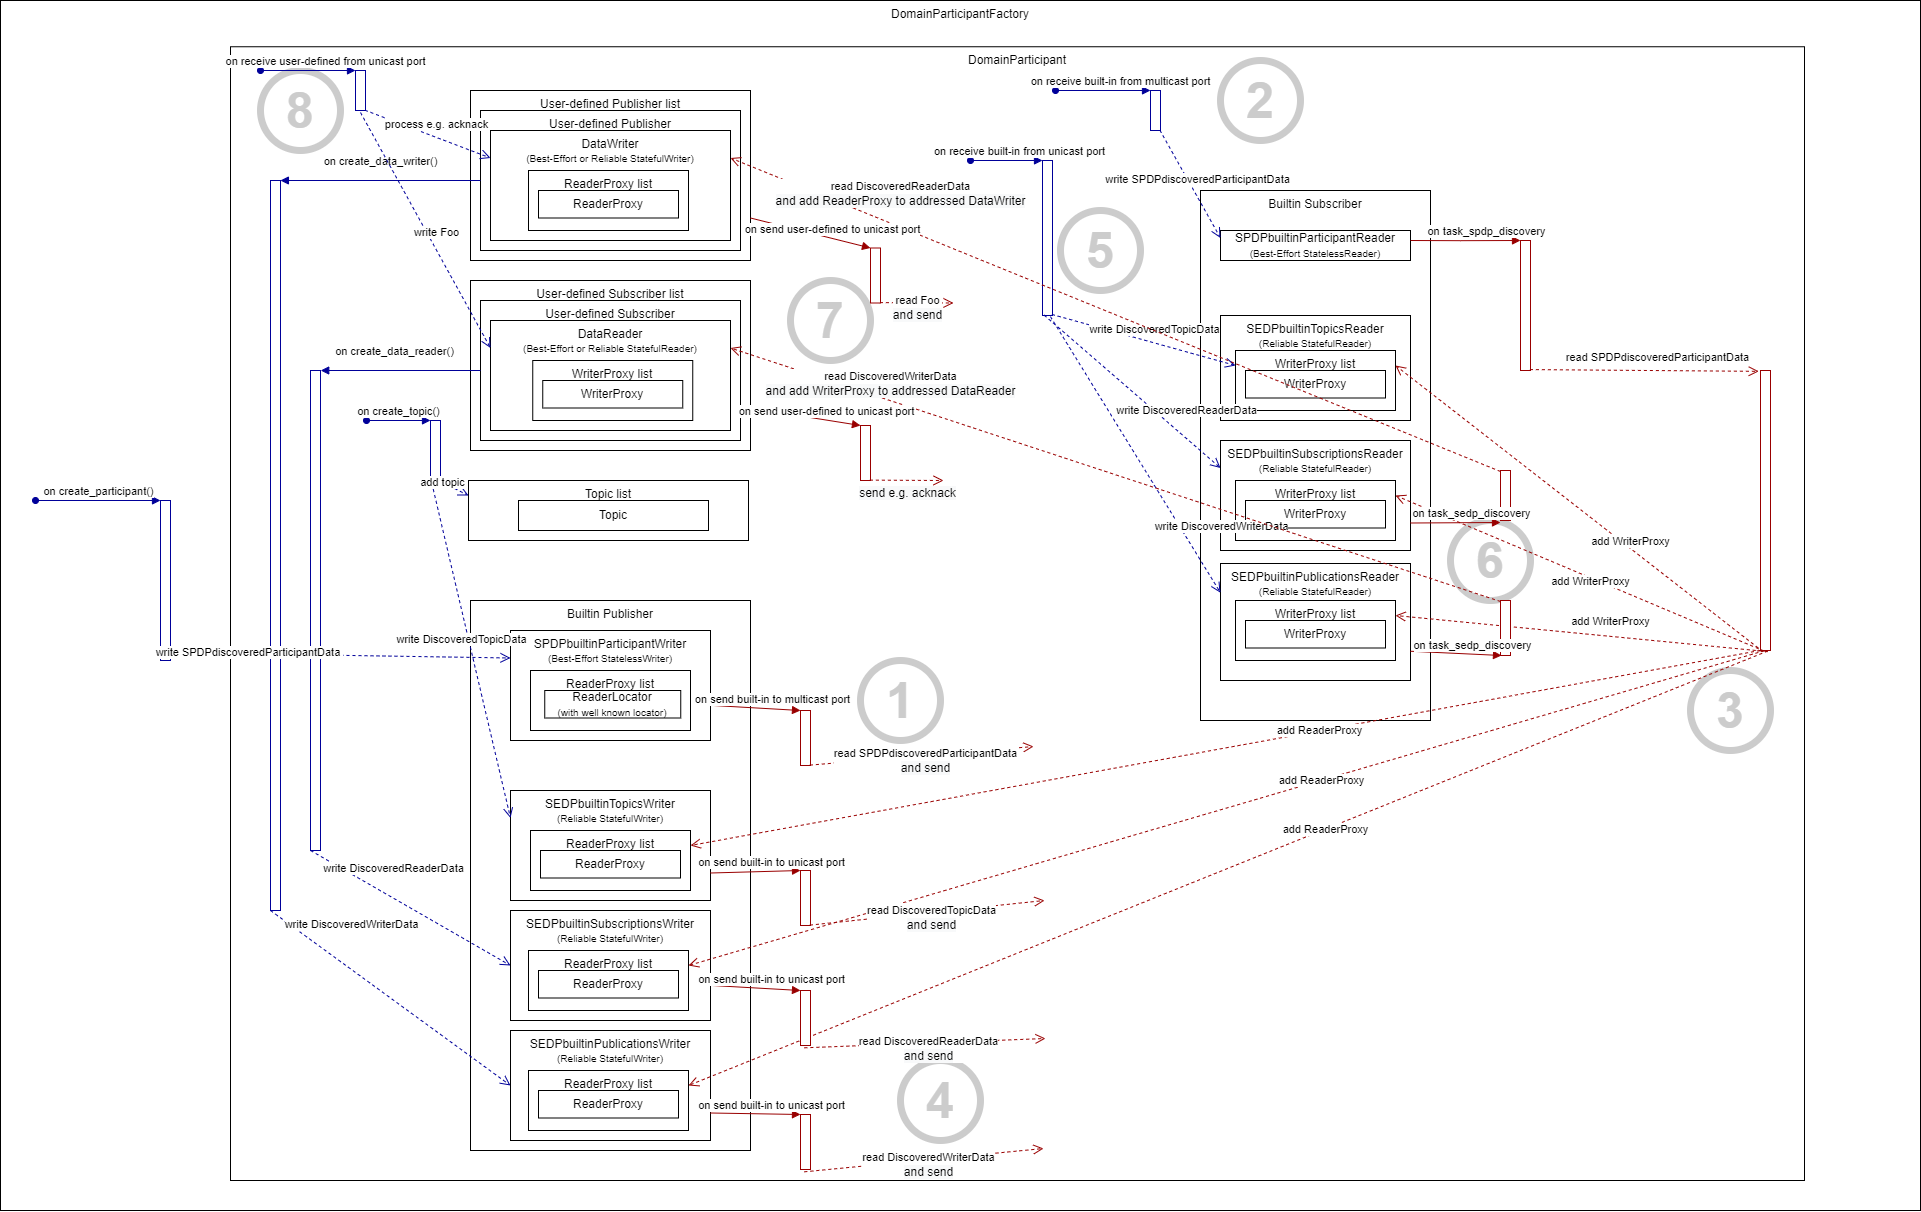 DomainParticipantFactory
DomainParticipant
on receive user-defined from unicast port
8
process e.g. acknack
on create_data_writer()
write Foo
User-defined Publisher list
User-defined Publisher
DataWriter
(Best-Effort or Reliable StatefulWriter)
ReaderProxy list
ReaderProxy
on send user-defined to unicast port
read Foo
and send
7
read DiscoveredReaderData
and add ReaderProxy to addressed DataWriter
User-defined Subscriber list
User-defined Subscriber
DataReader
(Best-Effort or Reliable StatefulReader)
WriterProxy list
WriterProxy
on create_data_reader()
read DiscoveredWriterData
and add WriterProxy to addressed DataReader
on send user-defined to unicast port
send e.g. acknack
on create_topic()
add topic
Topic list
Topic
on create_participant()
write SPDPdiscoveredParticipantData
write DiscoveredTopicData
Builtin Publisher
SPDPbuiltinParticipantWriter
(Best-Effort StatelessWriter)
ReaderProxy list
ReaderLocator
(with well known locator)
on send built-in to multicast port
1
read SPDPdiscoveredParticipantData
and send
SEDPbuiltinTopicsWriter
(Reliable StatefulWriter)
ReaderProxy list
ReaderProxy
on send built-in to unicast port
read DiscoveredTopicData
and send
write DiscoveredReaderData
SEDPbuiltinSubscriptionsWriter
(Reliable StatefulWriter)
ReaderProxy list
ReaderProxy
on send built-in to unicast port
read DiscoveredReaderData
and send
write DiscoveredWriterData
SEDPbuiltinPublicationsWriter
(Reliable StatefulWriter)
ReaderProxy list
ReaderProxy
on send built-in to unicast port
4
read DiscoveredWriterData
and send
on receive built-in from multicast port
2
on receive built-in from unicast port
write SPDPdiscoveredParticipantData
5
Builtin Subscriber
SPDPbuiltinParticipantReader
(Best-Effort StatelessReader)
on task_spdp_discovery
read SPDPdiscoveredParticipantData
write DiscoveredTopicData
SEDPbuiltinTopicsReader
(Reliable StatefulReader)
WriterProxy list
WriterProxy
write DiscoveredReaderData
SEDPbuiltinSubscriptionsReader
(Reliable StatefulReader)
WriterProxy list
WriterProxy
on task_sedp_discovery
write DiscoveredWriterData
6
SEDPbuiltinPublicationsReader
(Reliable StatefulReader)
WriterProxy list
WriterProxy
on task_sedp_discovery
add WriterProxy
add WriterProxy
add WriterProxy
3
add ReaderProxy
add ReaderProxy
add ReaderProxy